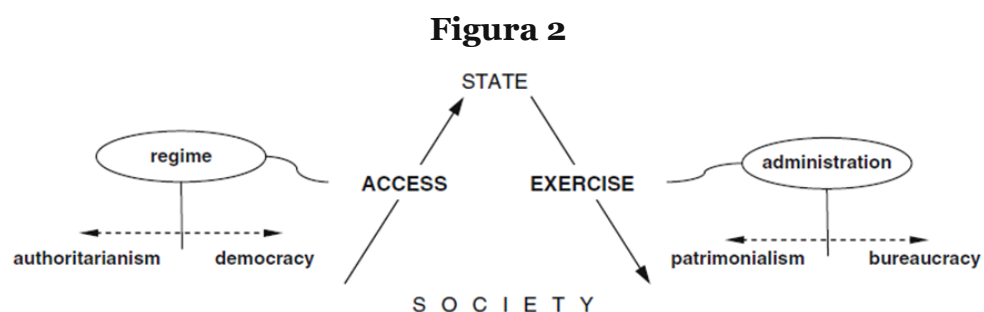 Figura 2
STATE
regime
administration
ACCESS
EXERCISE
authoritarianism
democracy
patrimonialism
bureaucracy
SOCIETY